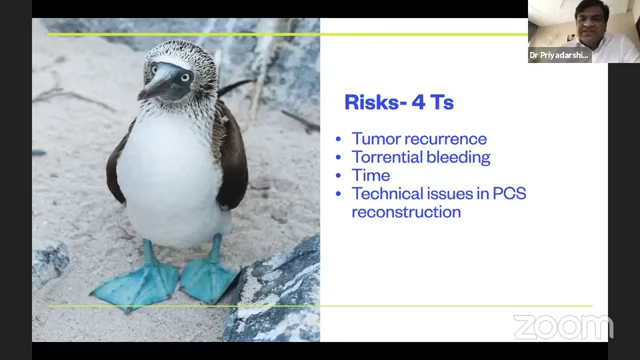 Dr Priyadarshi...
Risks- 4 Ts
• Tumor recurrence
• Torrential bleeding
• Time
• Technical issues in PCS
reconstruction
zoom